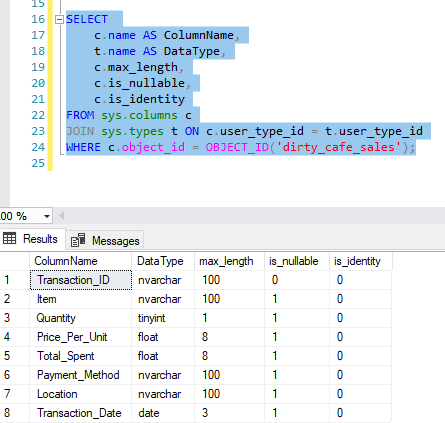 15
16 SELECT
17 c.name AS ColumnName,
18 t.name AS DataType,
19 c.max_length,
20 c.is_nullable,
21 c.is_identity
22 FROM sys.columns c
23 JOIN sys.types t ON c.user_type_id = t.user_type_id
24 WHERE c.object_id = OBJECT_ID('dirty_cafe_sales');
25
00 %
Results Messages
ColumnName DataType max_length is_nullable is_identity
1 Transaction_ID nvarchar 100 0 0
2 Item nvarchar 100 1 0
3 Quantity tinyint 1 1 0
4 Price_Per_Unit float 8 1 0
5 Total_Spent float 8 1 0
6 Payment_Method nvarchar 100 1 0
7 Location nvarchar 100 1 0
8 Transaction_Date date 3 1 0